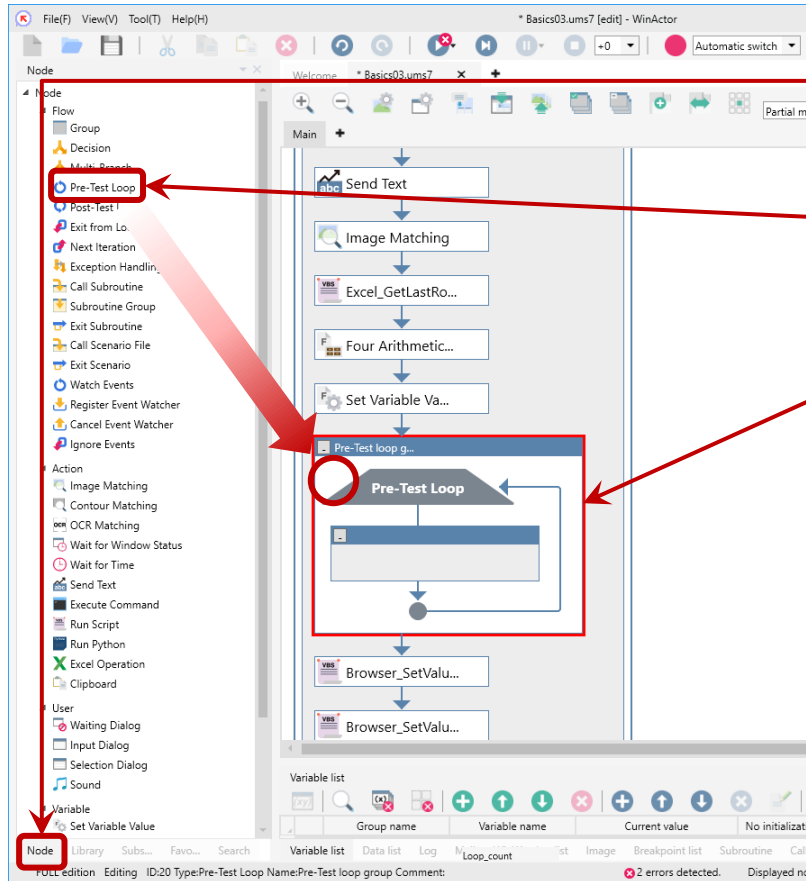 File(F) View(V) Tool(T) Help(H)
* Basics03.ums7 [edit] - WinActor
+0
Automatic switch
Node
Welcome * Basics03.ums7 x +
Node
Flow
Partial m
Group
Main +
Decision
Multi-Branch
Pre-Test Loop
Send Text
Post-Test
Exit from Lo
Image Matching
Next Iteration
Exception Handling
Call Subroutine
VBS
Excel_GetLastRo...
Subroutine Group
Exit Subroutine
Call Scenario File
Four Arithmetic...
Exit Scenario
Watch Events
Set Variable Va...
Register Event Watcher
Cancel Event Watcher
Ignore Events
Pre-Test loop g...
Action
Image Matching
Pre-Test Loop
Contour Matching
OCR Matching
Wait for Window Status
Wait for Time
Send Text
Execute Command
Run Script
Run Python
Excel Operation
VBS
Browser_SetValu...
Clipboard
User
Waiting Dialog
VBS
Browser_SetValu...
Input Dialog
Selection Dialog
Sound
Variable list
Variable
Set Variable Value
Group name Variable name Current value No initializat
Node Library Subs... Favo... Search
Variable list Data list Log Image Breakpoint list Subroutine Cal
Loop_count
FULL edition Editing ID:20 Type:Pre-Test Loop Name:Pre-Test loop group Comment:
2 errors detected. Displayed no